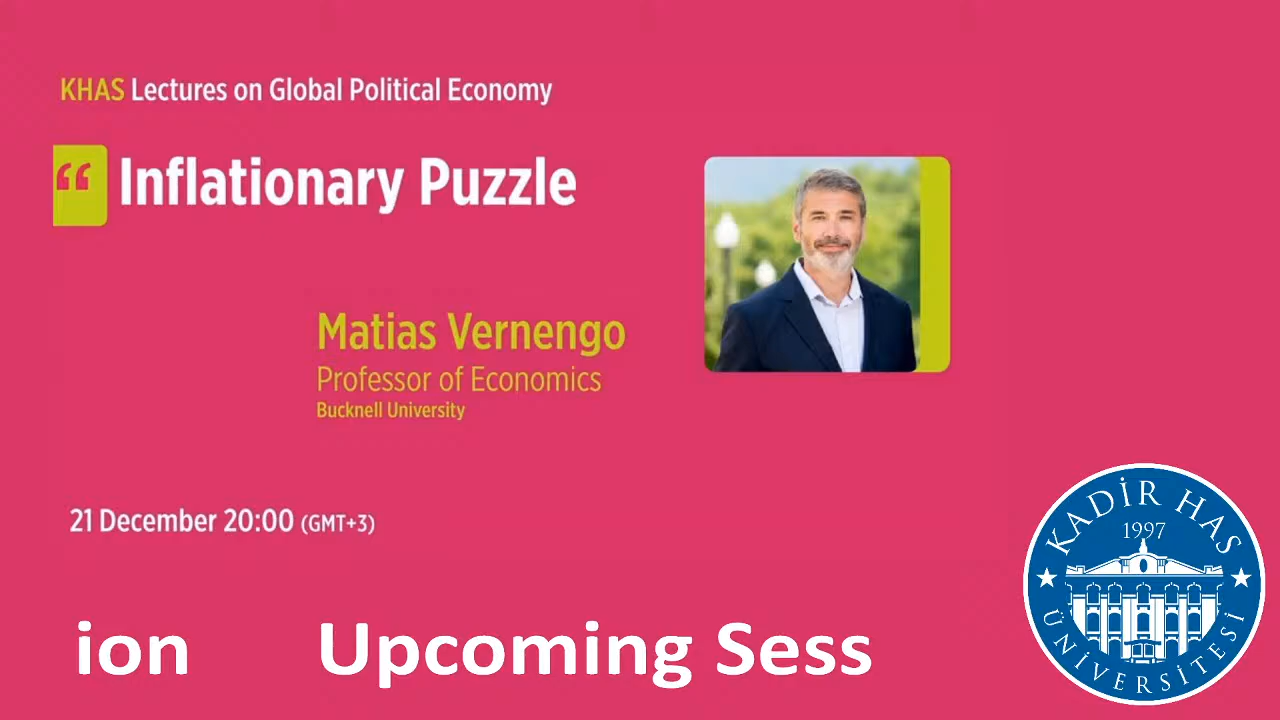 KHAS Lectures on Global Political Economy
“ Inflationary Puzzle
Matias Vernengo
Professor of Economics
Bucknell University
21 December 20:00 (GMT+3)
ion Upcoming Sess
KADİR HAS
1997
ÜNİVERSİTESİ